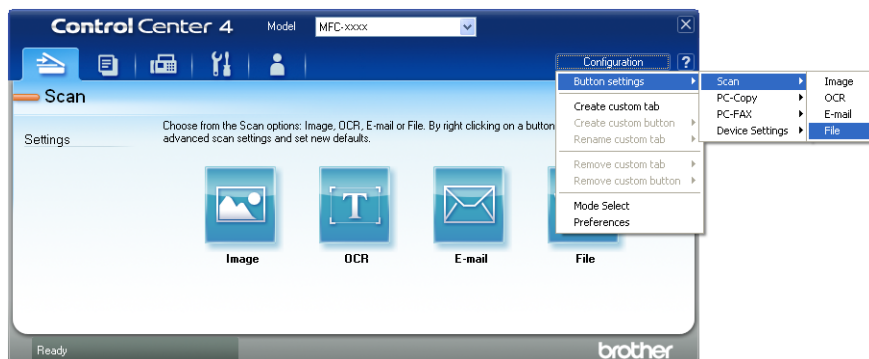 Control Center 4 Model MFC-xxxx
Configuration ?
Scan
Settings
Choose from the Scan options: Image, OCR, E-mail or File. By right clicking on a button
advanced scan settings and set new defaults.
Button settings
Create custom tab
Create custom button
Rename custom tab
Remove custom tab
Remove custom button
Mode Select
Preferences
Scan
PC-Copy
PC-FAX
Device Settings
Image
OCR
E-mail
File
T
Image OCR E-mail File
Ready brother